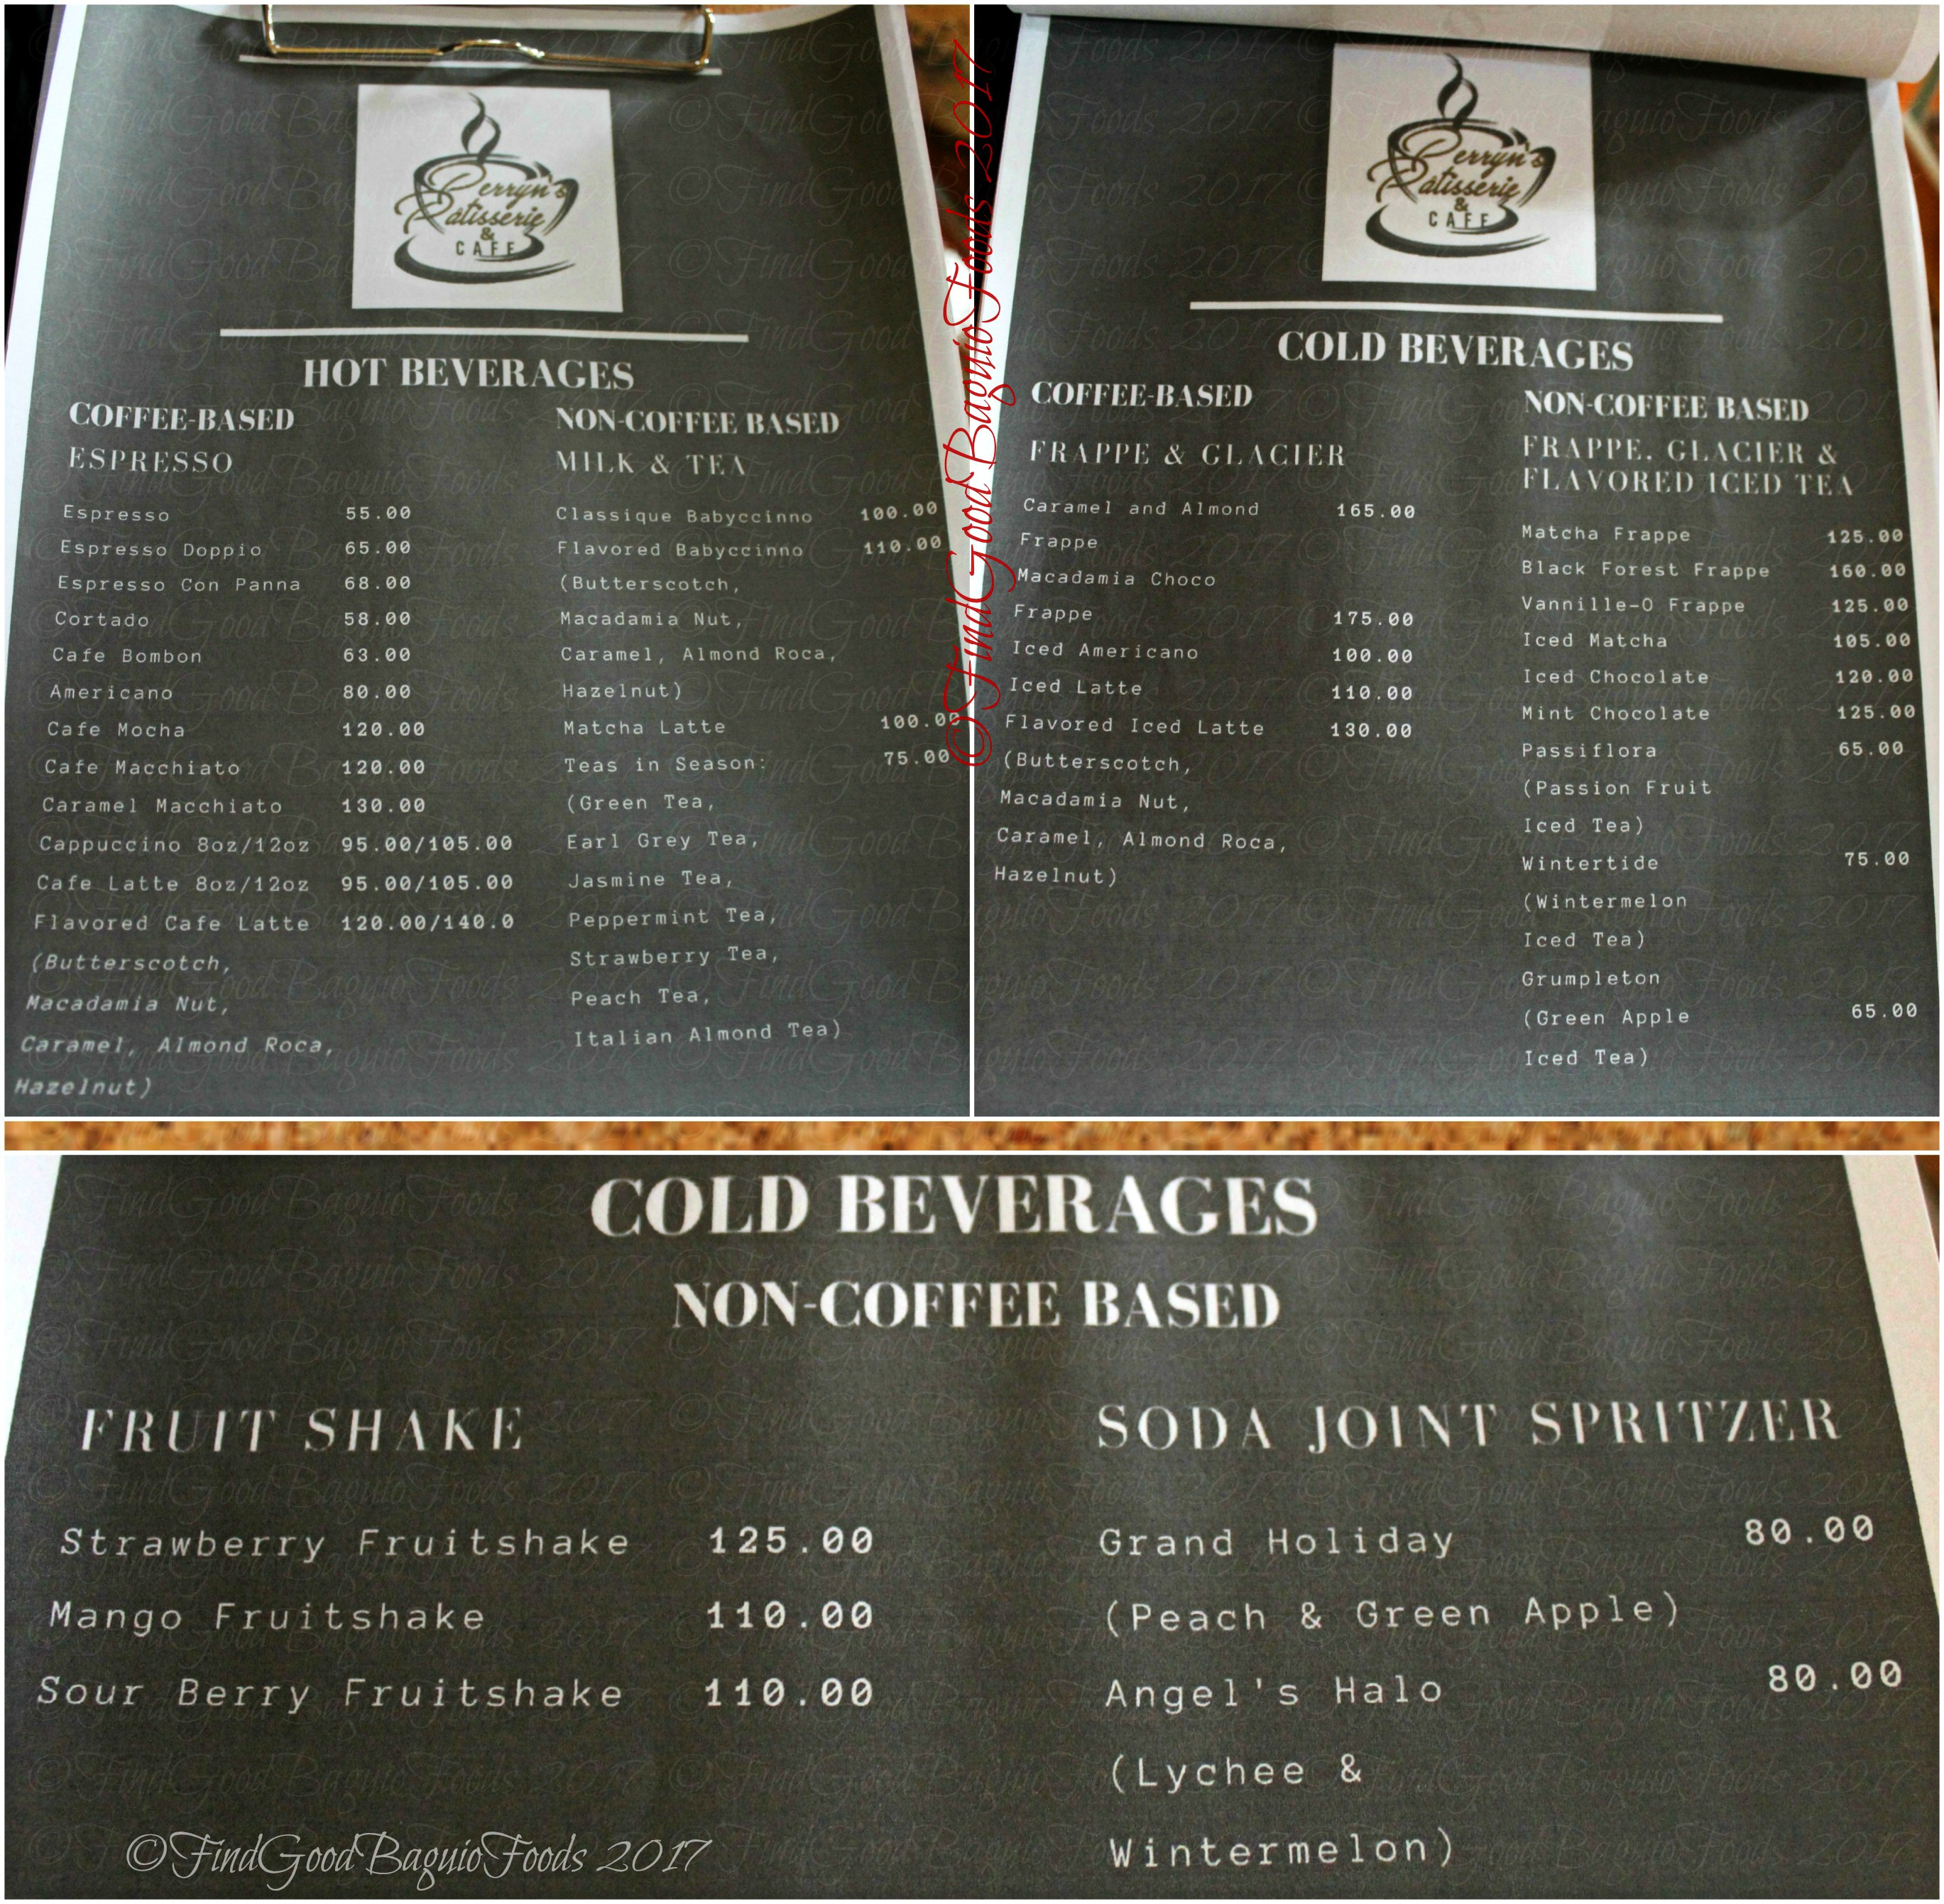 Perryn's
Patisserie
&
CAFE
HOT BEVERAGES
COFFEE-BASED
ESPRESSO
Espresso 55.00
Espresso Doppio 65.00
Espresso Con Panna 68.00
Cortado 58.00
Cafe Bombon 63.00
Americano 80.00
Cafe Mocha 120.00
Cafe Macchiato 120.00
Caramel Macchiato 130.00
Cappuccino 8oz/12oz 95.00/105.00
Cafe Latte 8oz/12oz 95.00/105.00
Flavored Cafe Latte 120.00/140.0
(Butterscotch,
Macadamia Nut,
Caramel, Almond Roca,
Hazelnut)
NON-COFFEE BASED
MILK & TEA
Classique Babyccinno 100.00
Flavored Babyccinno 110.00
(Butterscotch,
Macadamia Nut,
Caramel, Almond Roca,
Hazelnut)
Matcha Latte 100.00
Teas in Season: 75.00
(Green Tea,
Earl Grey Tea,
Jasmine Tea,
Peppermint Tea,
Strawberry Tea,
Peach Tea,
Italian Almond Tea)
©FindGoodBaguioFoods 2017
Perryn's
Patisserie
&
CAFE
COLD BEVERAGES
COFFEE-BASED
FRAPPE & GLACIER
Caramel and Almond 165.00
Frappe
Macadamia Choco
Frappe 175.00
Iced Americano 100.00
Iced Latte 110.00
Flavored Iced Latte 130.00
(Butterscotch,
Macadamia Nut,
Caramel, Almond Roca,
Hazelnut)
NON-COFFEE BASED
FRAPPE, GLACIER &
FLAVORED ICED TEA
Matcha Frappe 125.00
Black Forest Frappe 160.00
Vannille-O Frappe 125.00
Iced Matcha 105.00
Iced Chocolate 120.00
Mint Chocolate 125.00
Passiflora 65.00
(Passion Fruit
Iced Tea)
Wintertide 75.00
(Wintermelon
Iced Tea)
Grumpleton
(Green Apple 65.00
Iced Tea)
COLD BEVERAGES
NON-COFFEE BASED
FRUIT SHAKE
Strawberry Fruitshake 125.00
Mango Fruitshake 110.00
Sour Berry Fruitshake 110.00
SODA JOINT SPRITZER
Grand Holiday 80.00
(Peach & Green Apple)
Angel's Halo 80.00
(Lychee &
Wintermelon)
©FindGoodBaguioFoods 2017